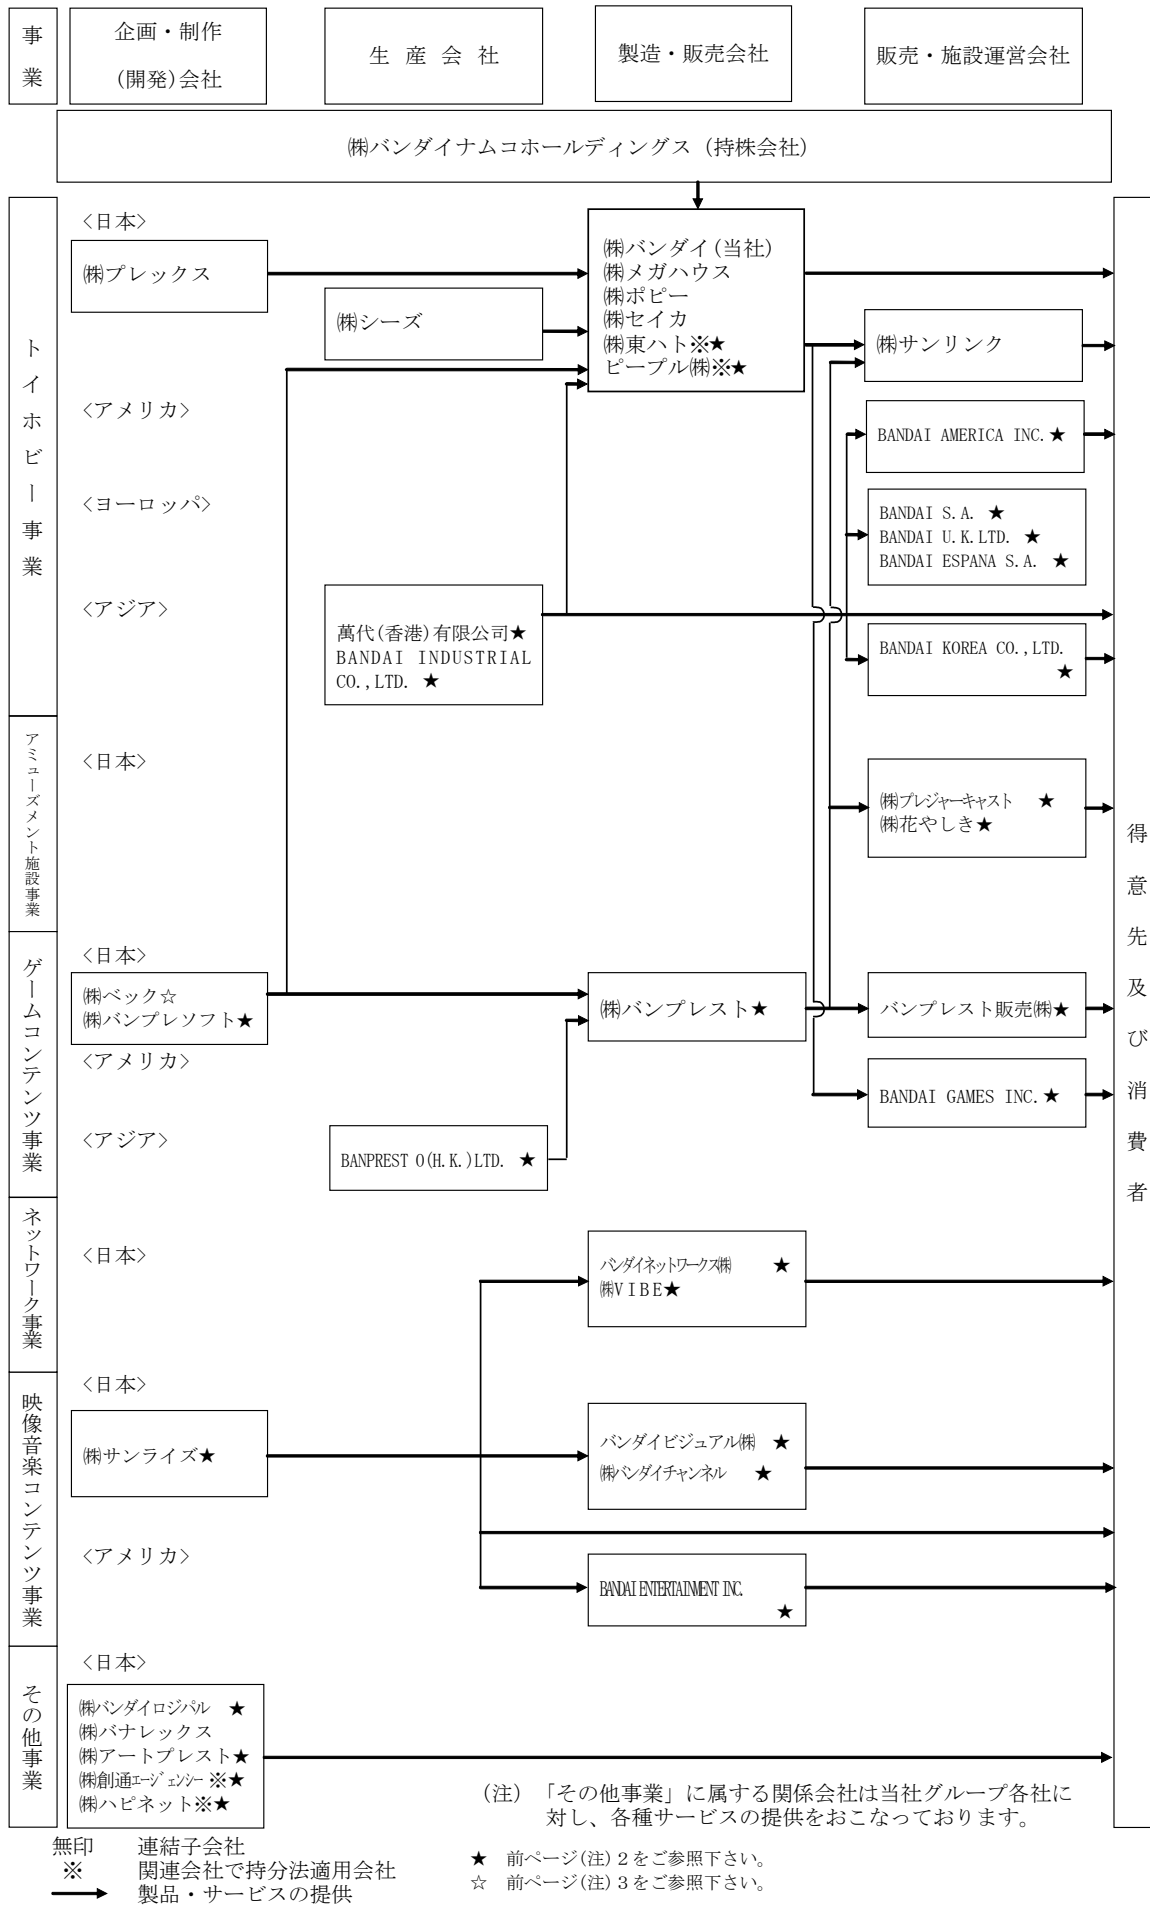 事業
企画・制作
(開発)会社
生産会社
製造・販売会社
販売・施設運営会社
㈱バンダイナムコホールディングス（持株会社）
トイホビー事業
<日本>
㈱プレックス
㈱シーズ
㈱バンダイ(当社)
㈱メガハウス
㈱ポピー
㈱セイカ
㈱東ハト※★
ピープル㈱※★
㈱サンリンク
<アメリカ>
BANDAI AMERICA INC.★
<ヨーロッパ>
BANDAI S.A. ★
BANDAI U.K.LTD. ★
BANDAI ESPANA S.A. ★
<アジア>
萬代(香港)有限公司★
BANDAI INDUSTRIAL
CO.,LTD. ★
BANDAI KOREA CO.,LTD.
★
アミューズメント施設事業
<日本>
㈱プレジャーキャスト ★
㈱花やしき★
得意先及び消費者
ゲームコンテンツ事業
<日本>
㈱ベック☆
㈱バンプレソフト★
㈱バンプレスト★
バンプレスト販売㈱★
<アメリカ>
BANDAI GAMES INC.★
<アジア>
BANPREST O(H.K.)LTD. ★
ネットワーク事業
<日本>
バンダイネットワークス㈱ ★
㈱VIBE★
映像音楽コンテンツ事業
<日本>
㈱サンライズ★
バンダイビジュアル㈱ ★
㈱バンダイチャンネル ★
<アメリカ>
BANDAI ENTERTAINMENT INC.
★
その他事業
<日本>
㈱バンダイロジパル ★
㈱バナレックス
㈱アートプレスト★
㈱創通エージェンシー※★
㈱ハピネット※★
（注）「その他事業」に属する関係会社は当社グループ各社に
対し、各種サービスの提供をおこなっております。
無印 連結子会社
※ 関連会社で持分法適用会社
製品・サービスの提供
★ 前ページ(注)2をご参照下さい。
☆ 前ページ(注)3をご参照下さい。